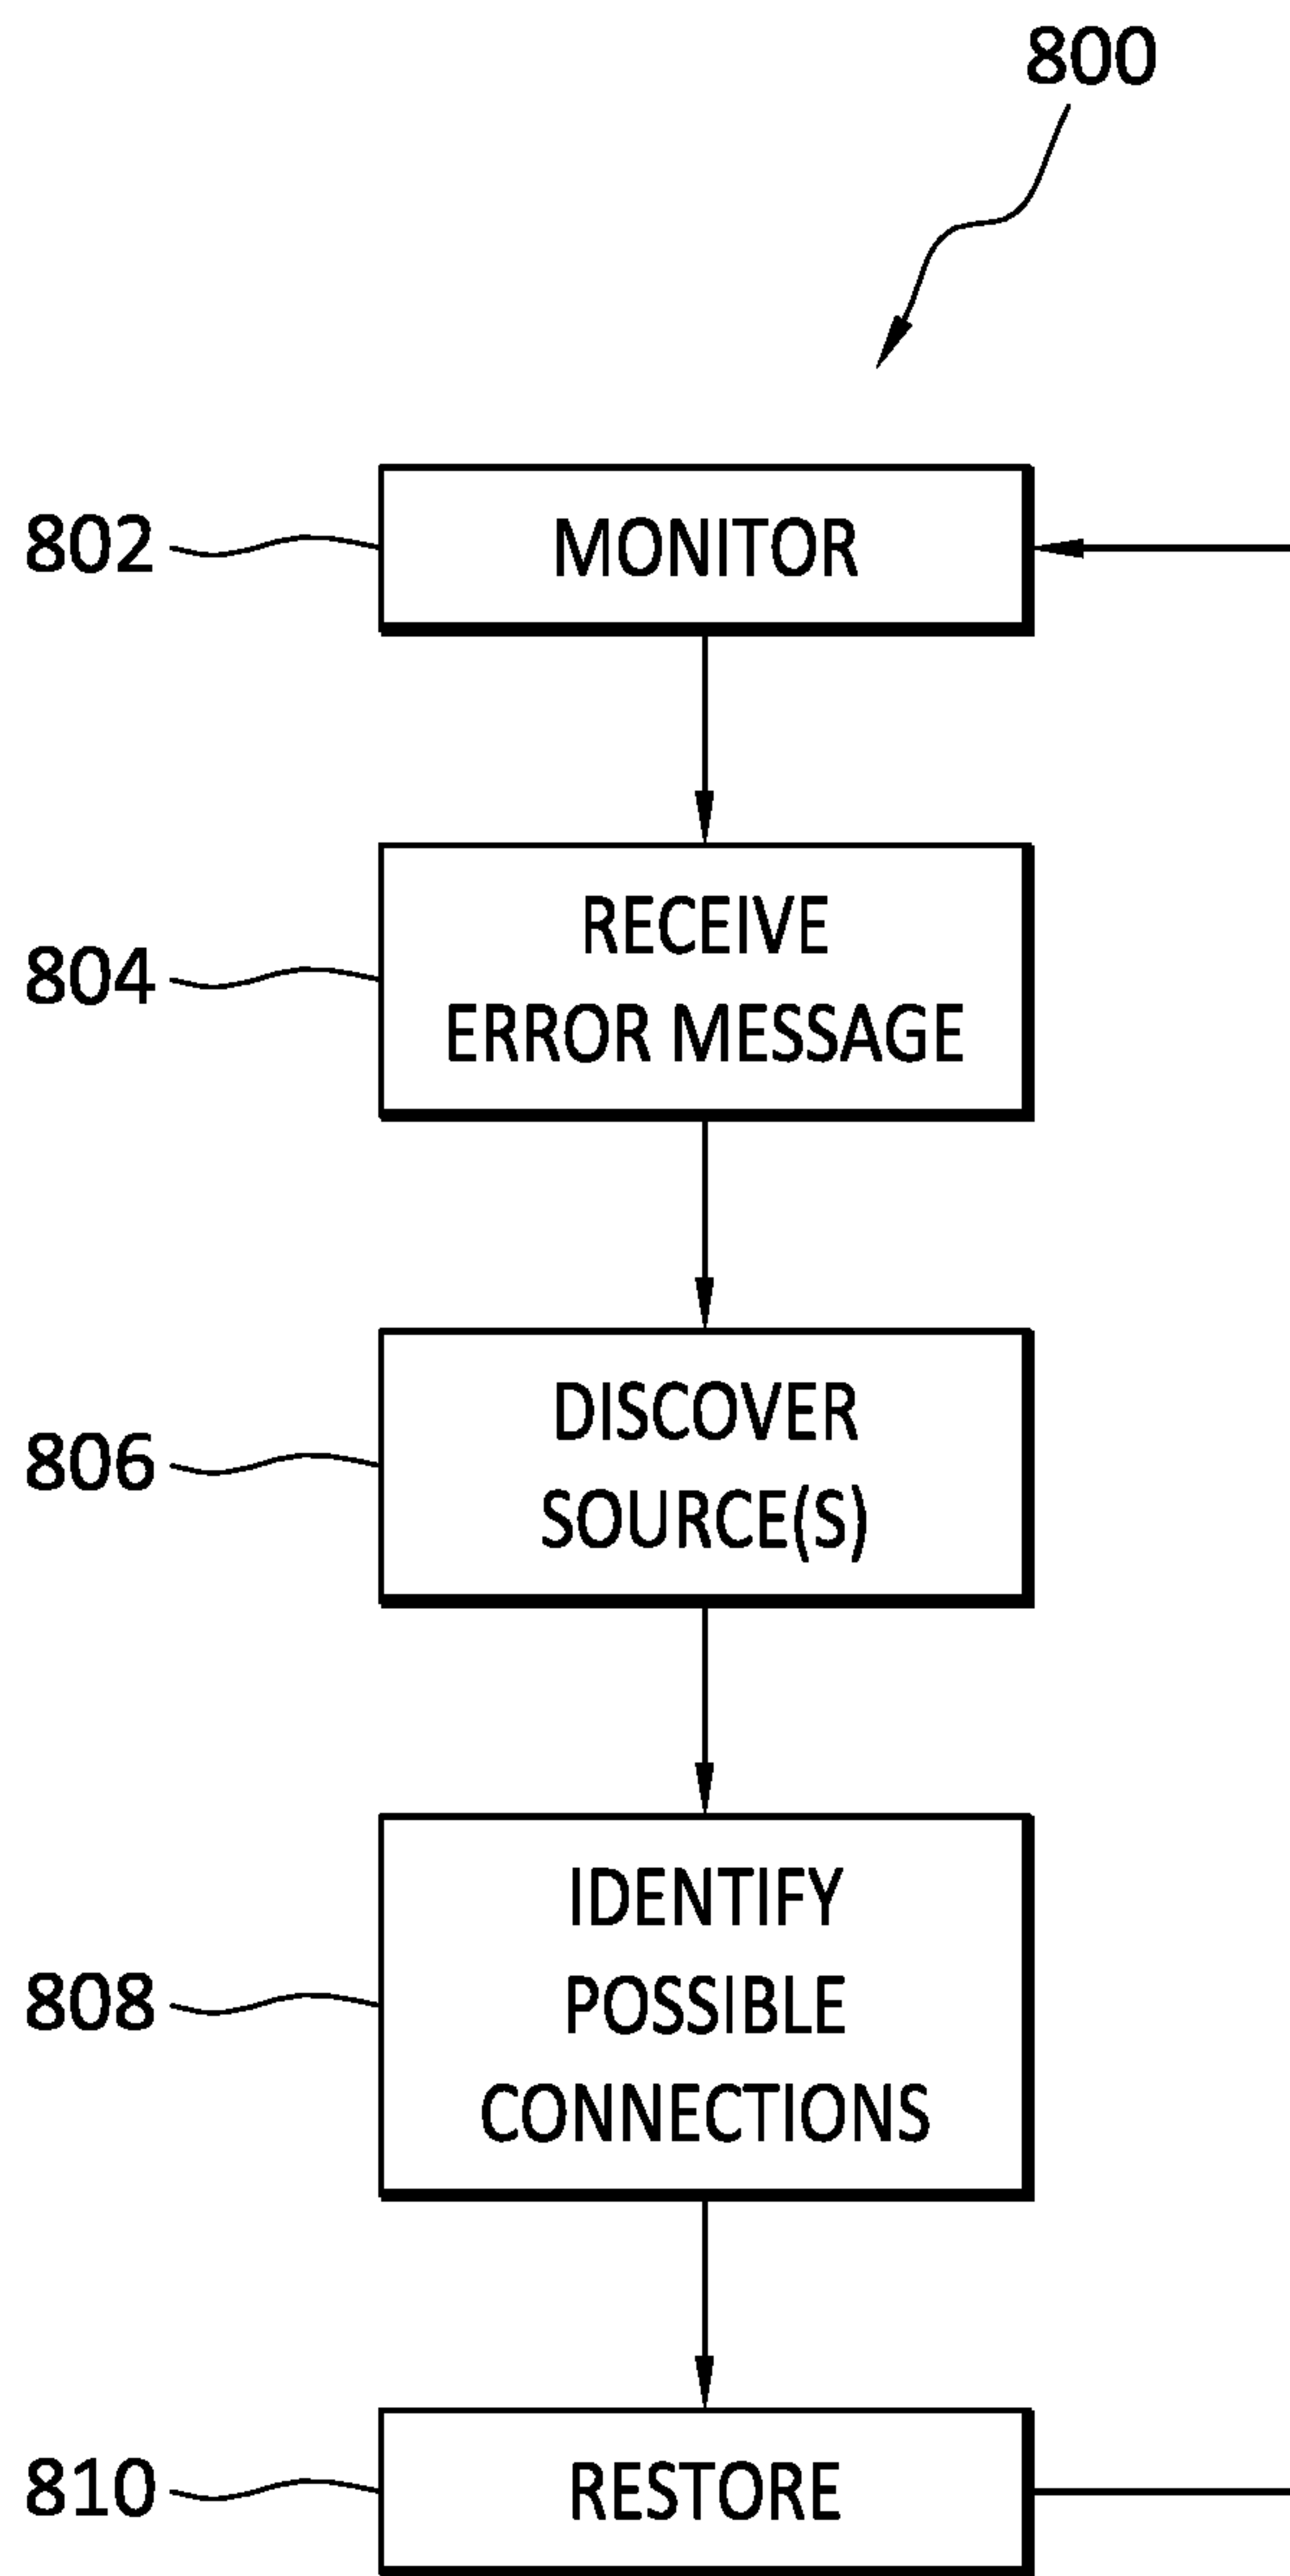 800
802
MONITOR
804
RECEIVE
ERROR MESSAGE
806
DISCOVER
SOURCE(S)
808
IDENTIFY
POSSIBLE
CONNECTIONS
810
RESTORE